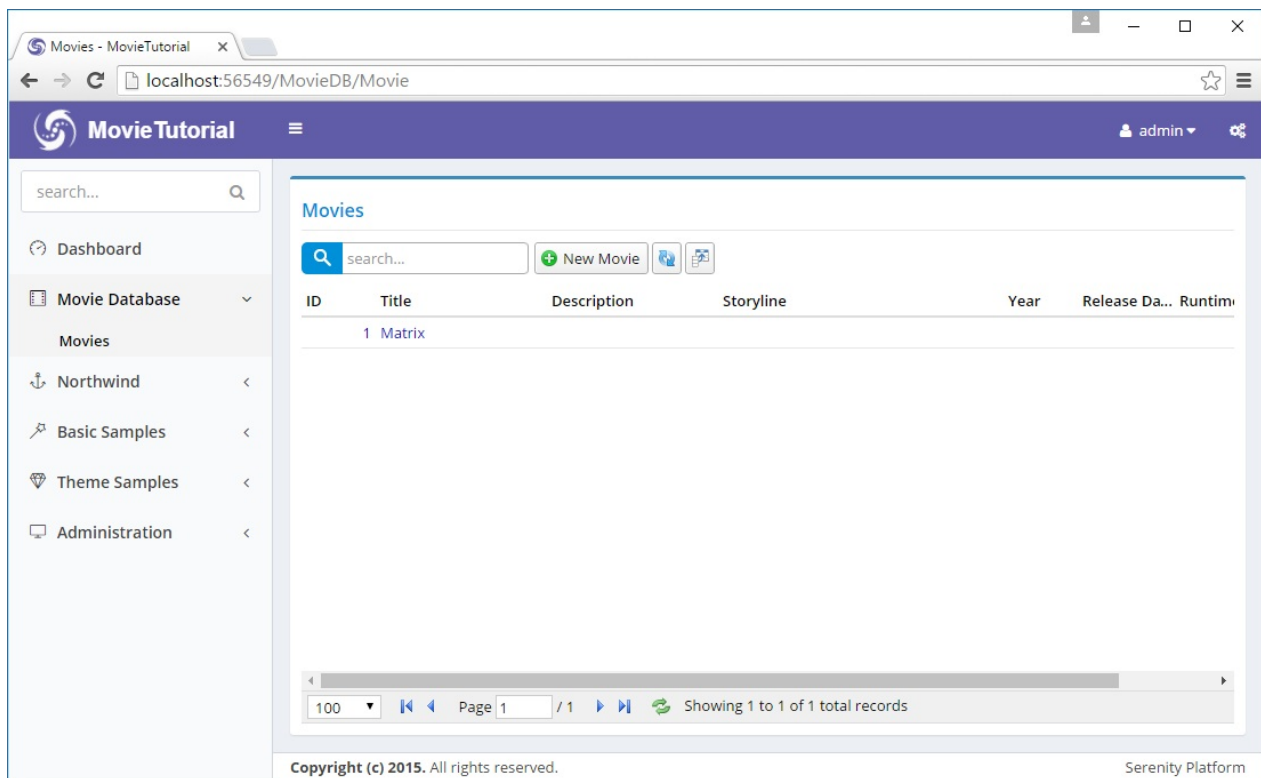 Movies - MovieTutorial
localhost:56549/MovieDB/Movie
MovieTutorial
admin
search...
Dashboard
Movie Database
Movies
Northwind
Basic Samples
Theme Samples
Administration
Movies
search...
New Movie
ID Title Description Storyline Year Release Da... Runtime
1 Matrix
100 Page 1 / 1 Showing 1 to 1 of 1 total records
Copyright (c) 2015. All rights reserved. Serenity Platform